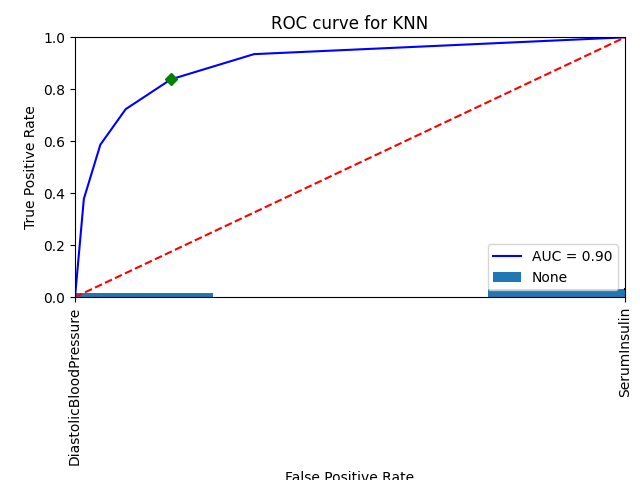 ROC curve for KNN
True Positive Rate
1.0
0.8
0.6
0.4
0.2
0.0
AUC = 0.90
None
DiastolicBloodPressure
SerumInsulin
False Positive Rate